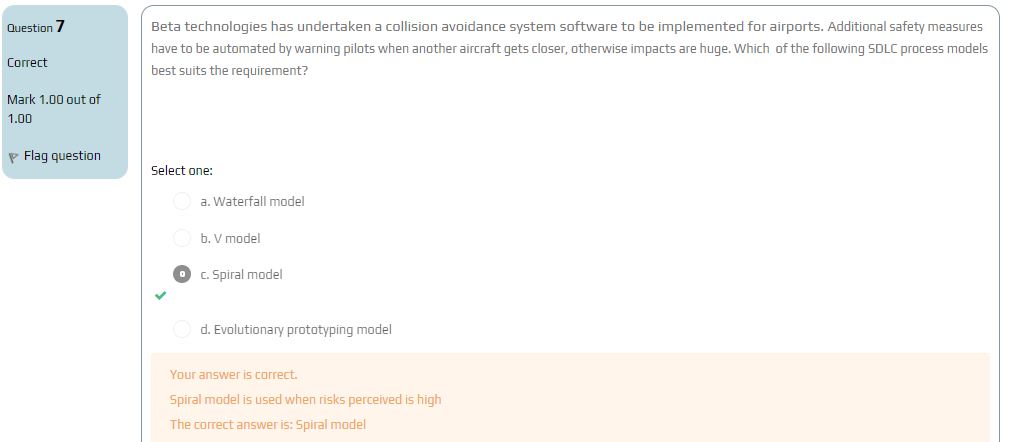 Question 7
Correct
Mark 1.00 out of
1.00
Flag question
Beta technologies has undertaken a collision avoidance system software to be implemented for airports. Additional safety measures
have to be automated by warning pilots when another aircraft gets closer, otherwise impacts are huge. Which of the following SDLC process models
best suits the requirement?
Select one:
a. Waterfall model
b. V model
c. Spiral model
d. Evolutionary prototyping model
Your answer is correct.
Spiral model is used when risks perceived is high
The correct answer is: Spiral model